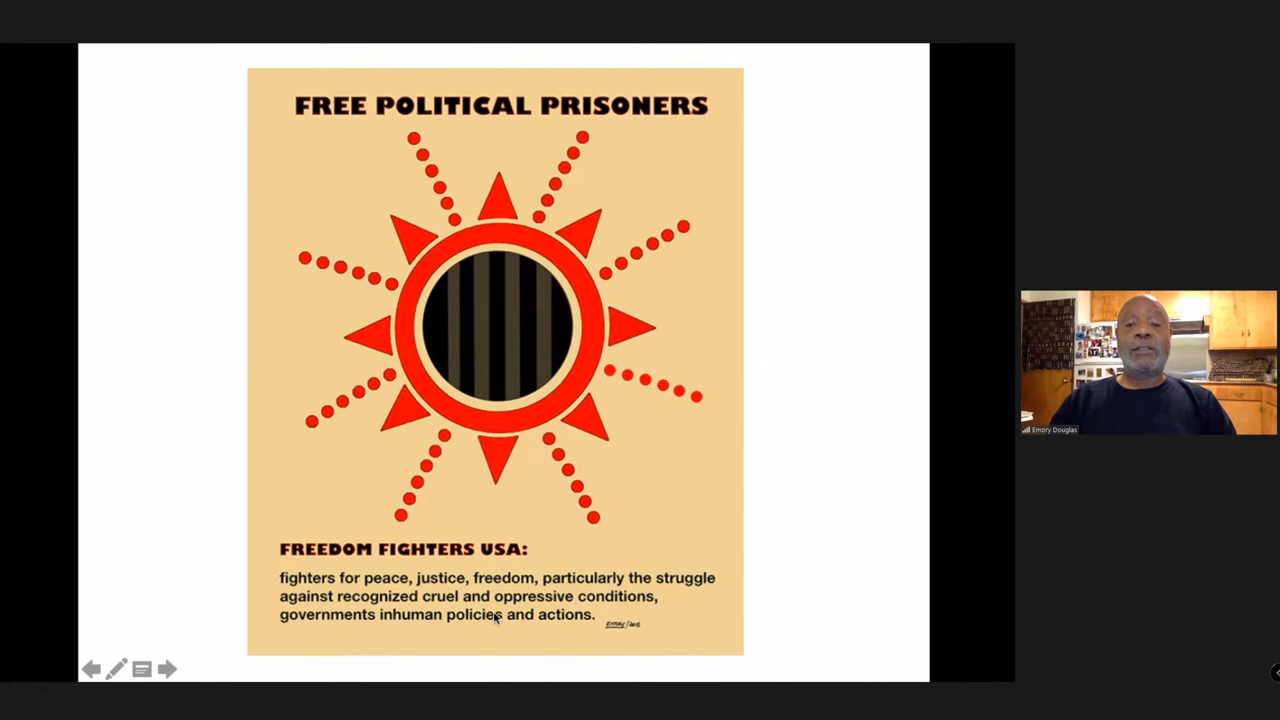 FREE POLITICAL PRISONERS
FREEDOM FIGHTERS USA:
fighters for peace, justice, freedom, particularly the struggle
against recognized cruel and oppressive conditions,
governments inhuman policies and actions.
Emory Douglas